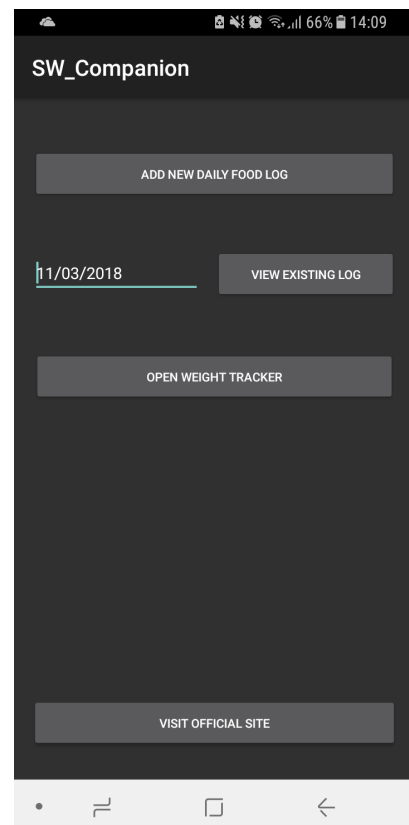 66% 14:09
SW_Companion
ADD NEW DAILY FOOD LOG
11/03/2018 VIEW EXISTING LOG
OPEN WEIGHT TRACKER
VISIT OFFICIAL SITE